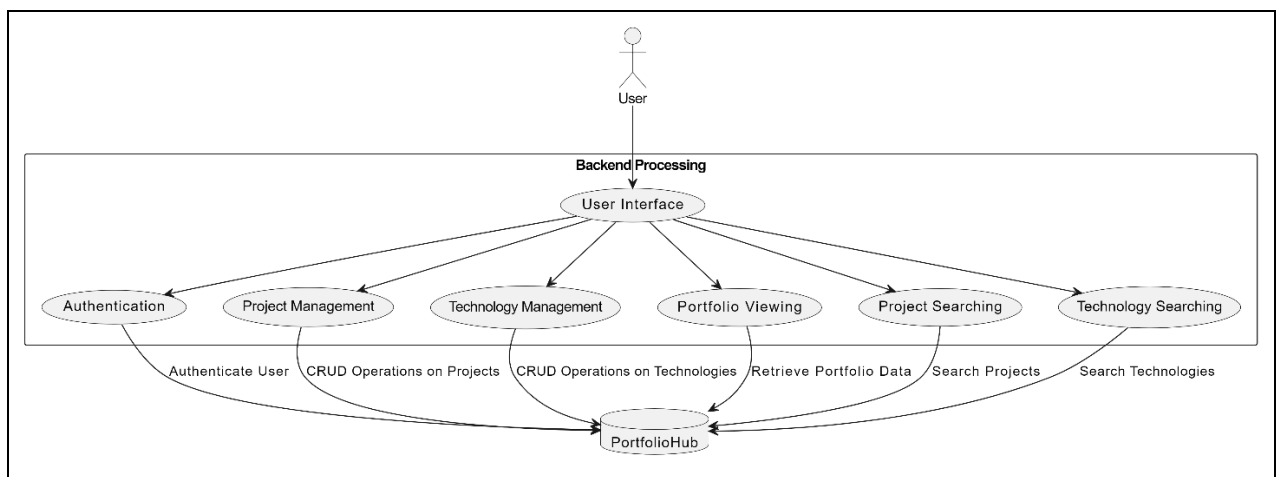 User
Backend Processing
User Interface
Authentication
Project Management
Technology Management
Portfolio Viewing
Project Searching
Technology Searching
Authenticate User
CRUD Operations on Projects
CRUD Operations on Technologies
Retrieve Portfolio Data
Search Projects
Search Technologies
PortfolioHub